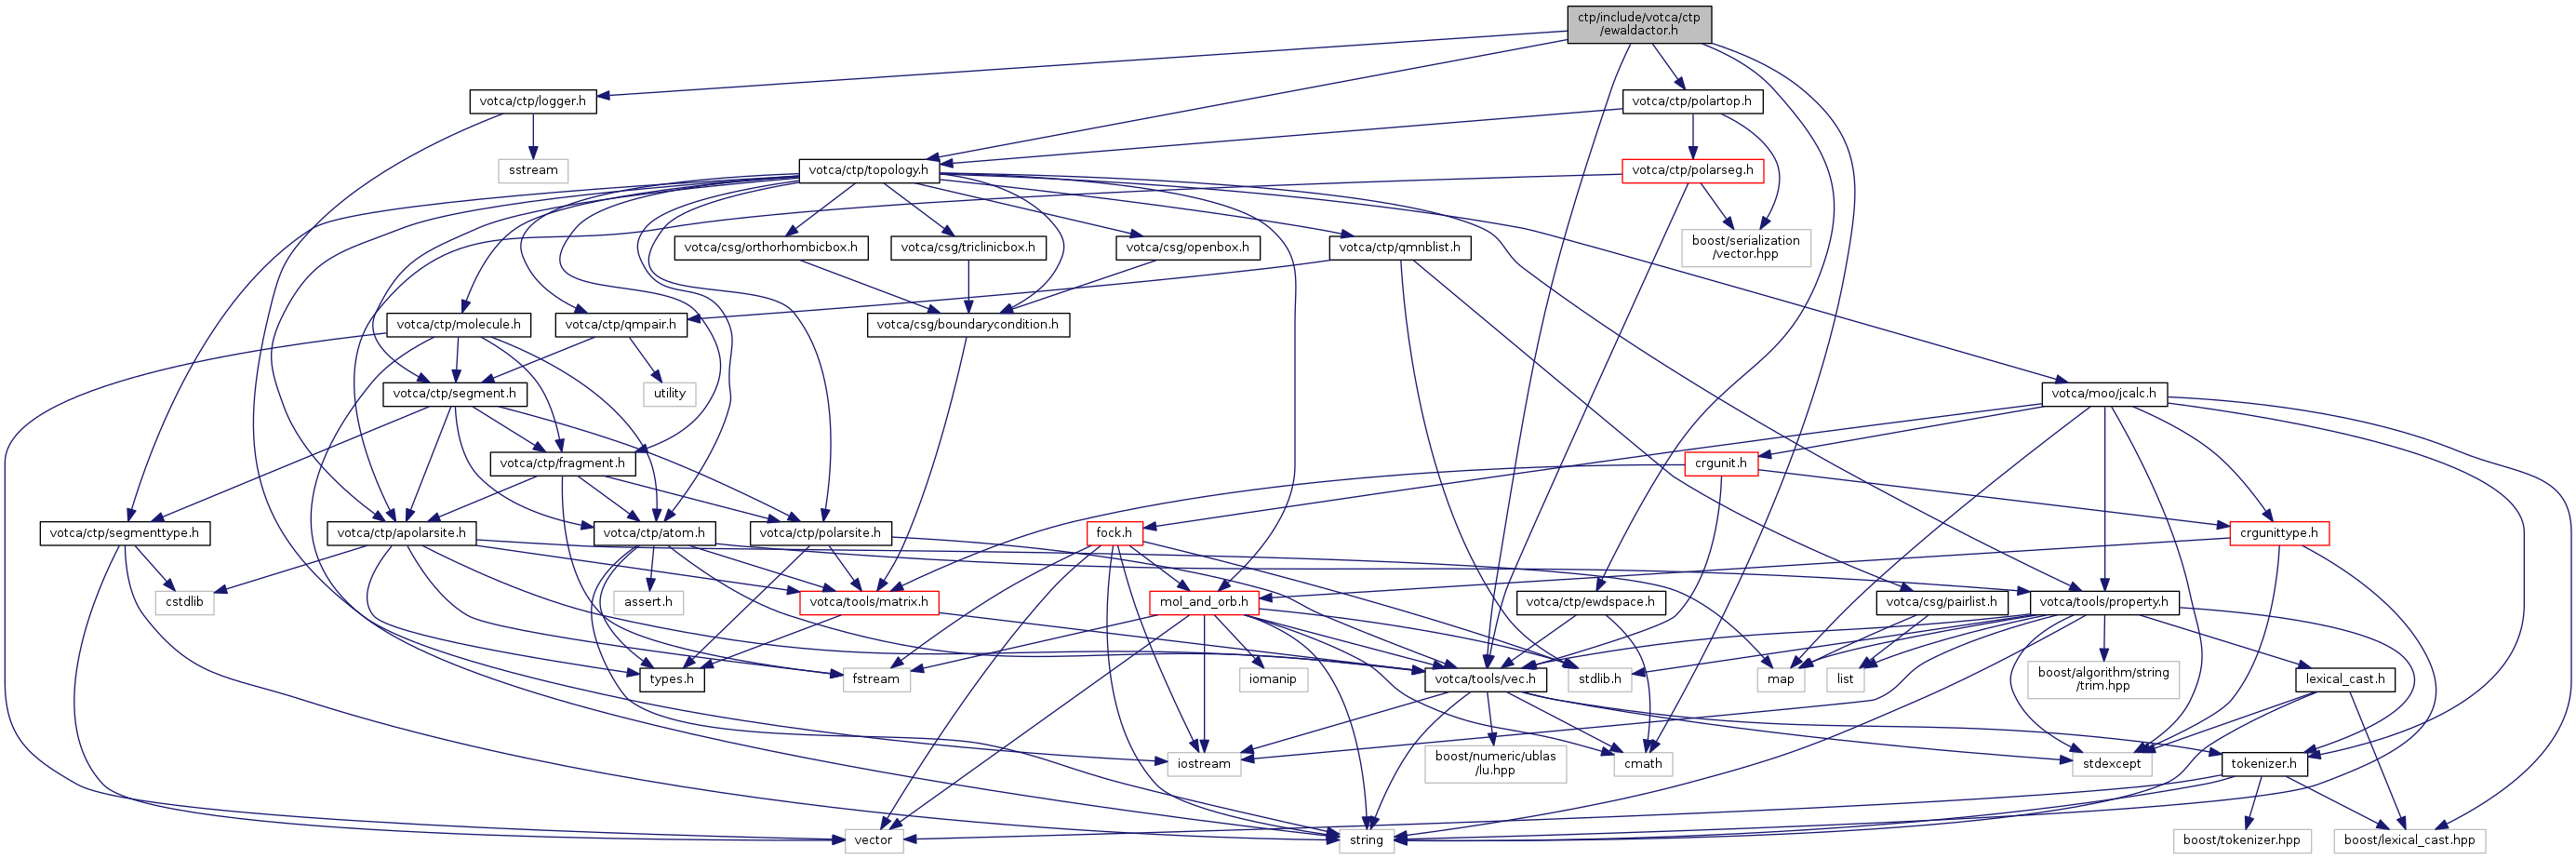 ctp/include/votca/ctp
/ewaldactor.h
votca/ctp/logger.h
votca/ctp/polartop.h
sstream
votca/ctp/topology.h
votca/ctp/polarseg.h
votca/csg/orthorhombicbox.h
votca/csg/triclinicbox.h
votca/csg/openbox.h
votca/ctp/qmnblist.h
boost/serialization
/vector.hpp
votca/ctp/molecule.h
votca/ctp/qmpair.h
votca/csg/boundarycondition.h
votca/ctp/segment.h
utility
votca/moo/jcalc.h
votca/ctp/fragment.h
crgunit.h
votca/ctp/segmenttype.h
votca/ctp/apolarsite.h
votca/ctp/atom.h
votca/ctp/polarsite.h
fock.h
crgunittype.h
cstdlib
assert.h
votca/tools/matrix.h
mol_and_orb.h
votca/ctp/ewdspace.h
votca/csg/pairlist.h
votca/tools/property.h
types.h
fstream
iomanip
votca/tools/vec.h
stdlib.h
map
list
boost/algorithm/string
/trim.hpp
lexical_cast.h
iostream
boost/numeric/ublas
/lu.hpp
cmath
stdexcept
tokenizer.h
vector
string
boost/tokenizer.hpp
boost/lexical_cast.hpp